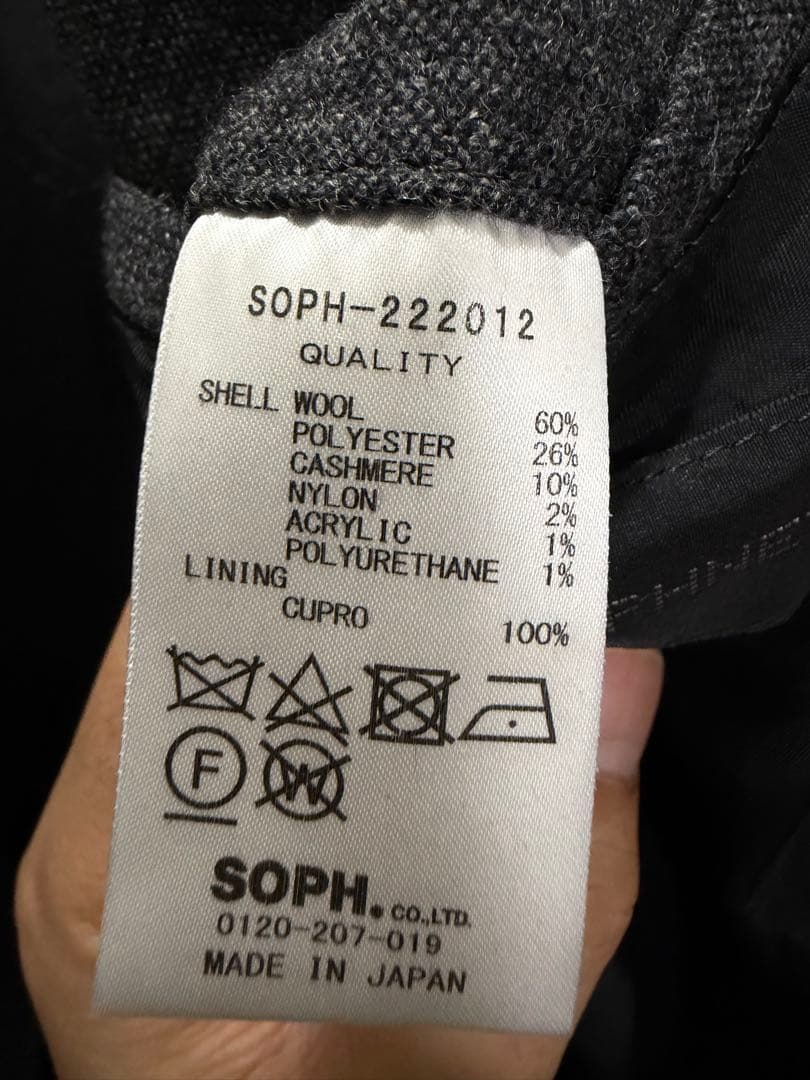 SOPH-222012
QUALITY
SHELL WOOL 60%
POLYESTER 26%
CASHMERE 10%
NYLON 2%
ACRYLIC 1%
POLYURETHANE 1%
LINING
CUPRO 100%
F W
SOPH. CO.,LTD.
0120-207-019
MADE IN JAPAN